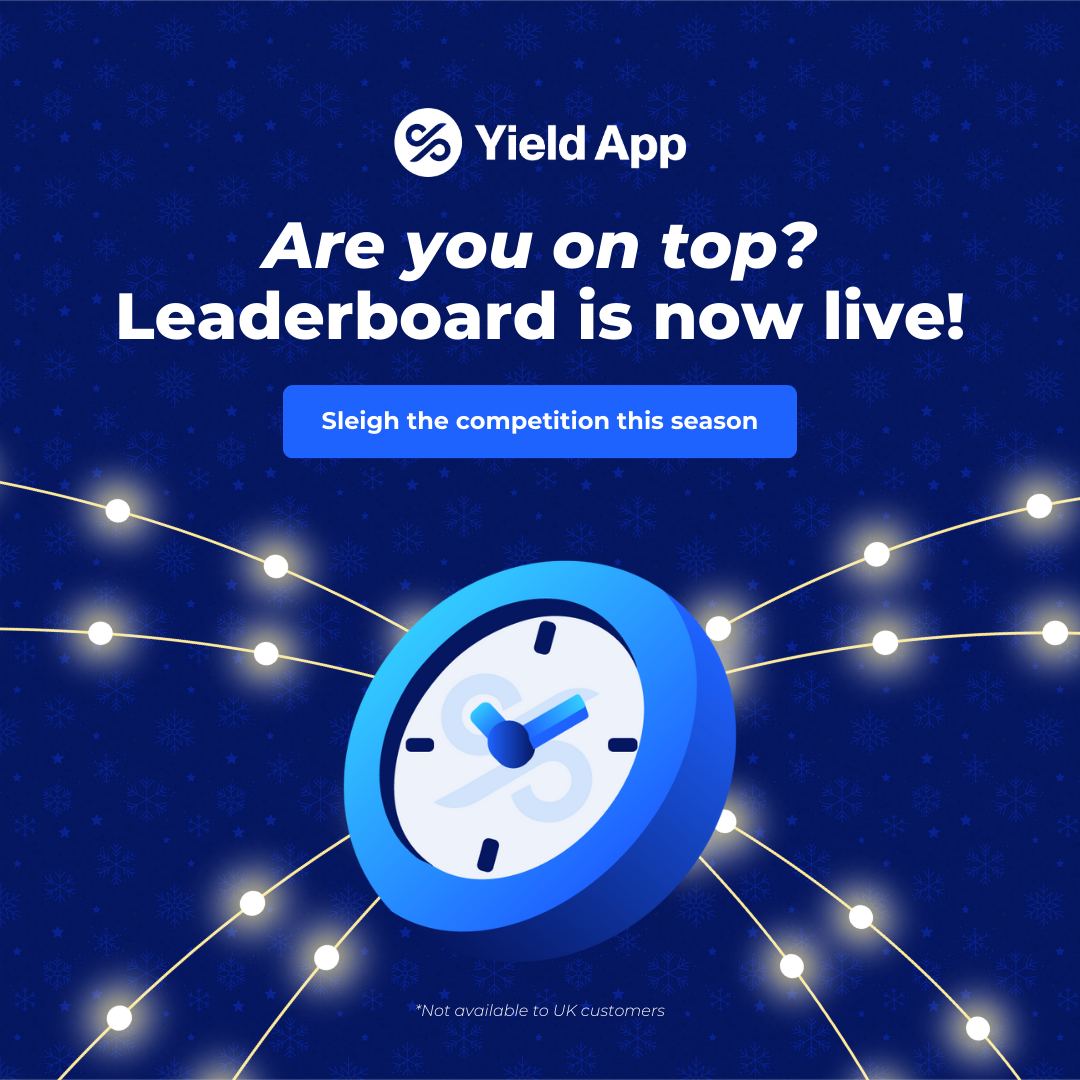 Yield App
Are you on top?
Leaderboard is now live!
Sleigh the competition this season
*Not available to UK customers